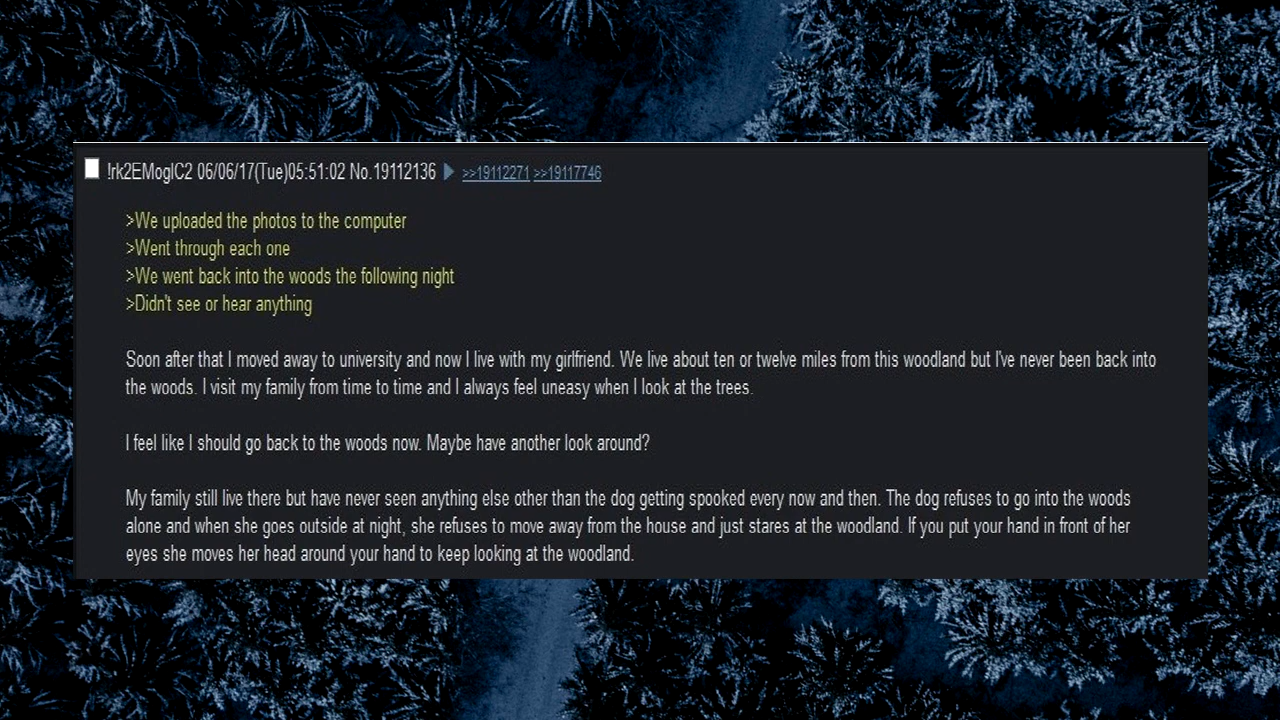 !rk2EMogIC2 06/06/17(Tue)05:51:02 No.19112136 ▶ >>19112271 >>19117746
>We uploaded the photos to the computer
>Went through each one
>We went back into the woods the following night
>Didn't see or hear anything
Soon after that I moved away to university and now I live with my girlfriend. We live about ten or twelve miles from this woodland but I've never been back into
the woods. I visit my family from time to time and I always feel uneasy when I look at the trees.
I feel like I should go back to the woods now. Maybe have another look around?
My family still live there but have never seen anything else other than the dog getting spooked every now and then. The dog refuses to go into the woods
alone and when she goes outside at night, she refuses to move away from the house and just stares at the woodland. If you put your hand in front of her
eyes she moves her head around your hand to keep looking at the woodland.